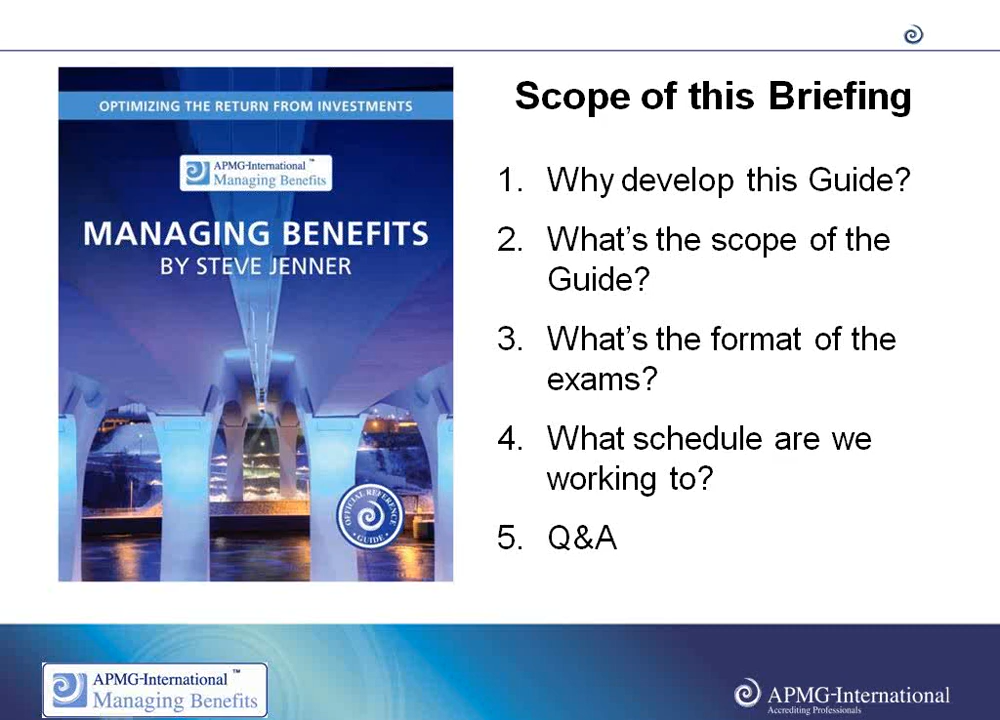 OPTIMIZING THE RETURN FROM INVESTMENTS
APMG-International™
Managing Benefits
MANAGING BENEFITS
BY STEVE JENNER
OFFICIAL REFERENCE
• GUIDE •
Scope of this Briefing
1. Why develop this Guide?
2. What's the scope of the
Guide?
3. What's the format of the
exams?
4. What schedule are we
working to?
5. Q&A
APMG-International™
Managing Benefits
APMG-International
Accrediting Professionals